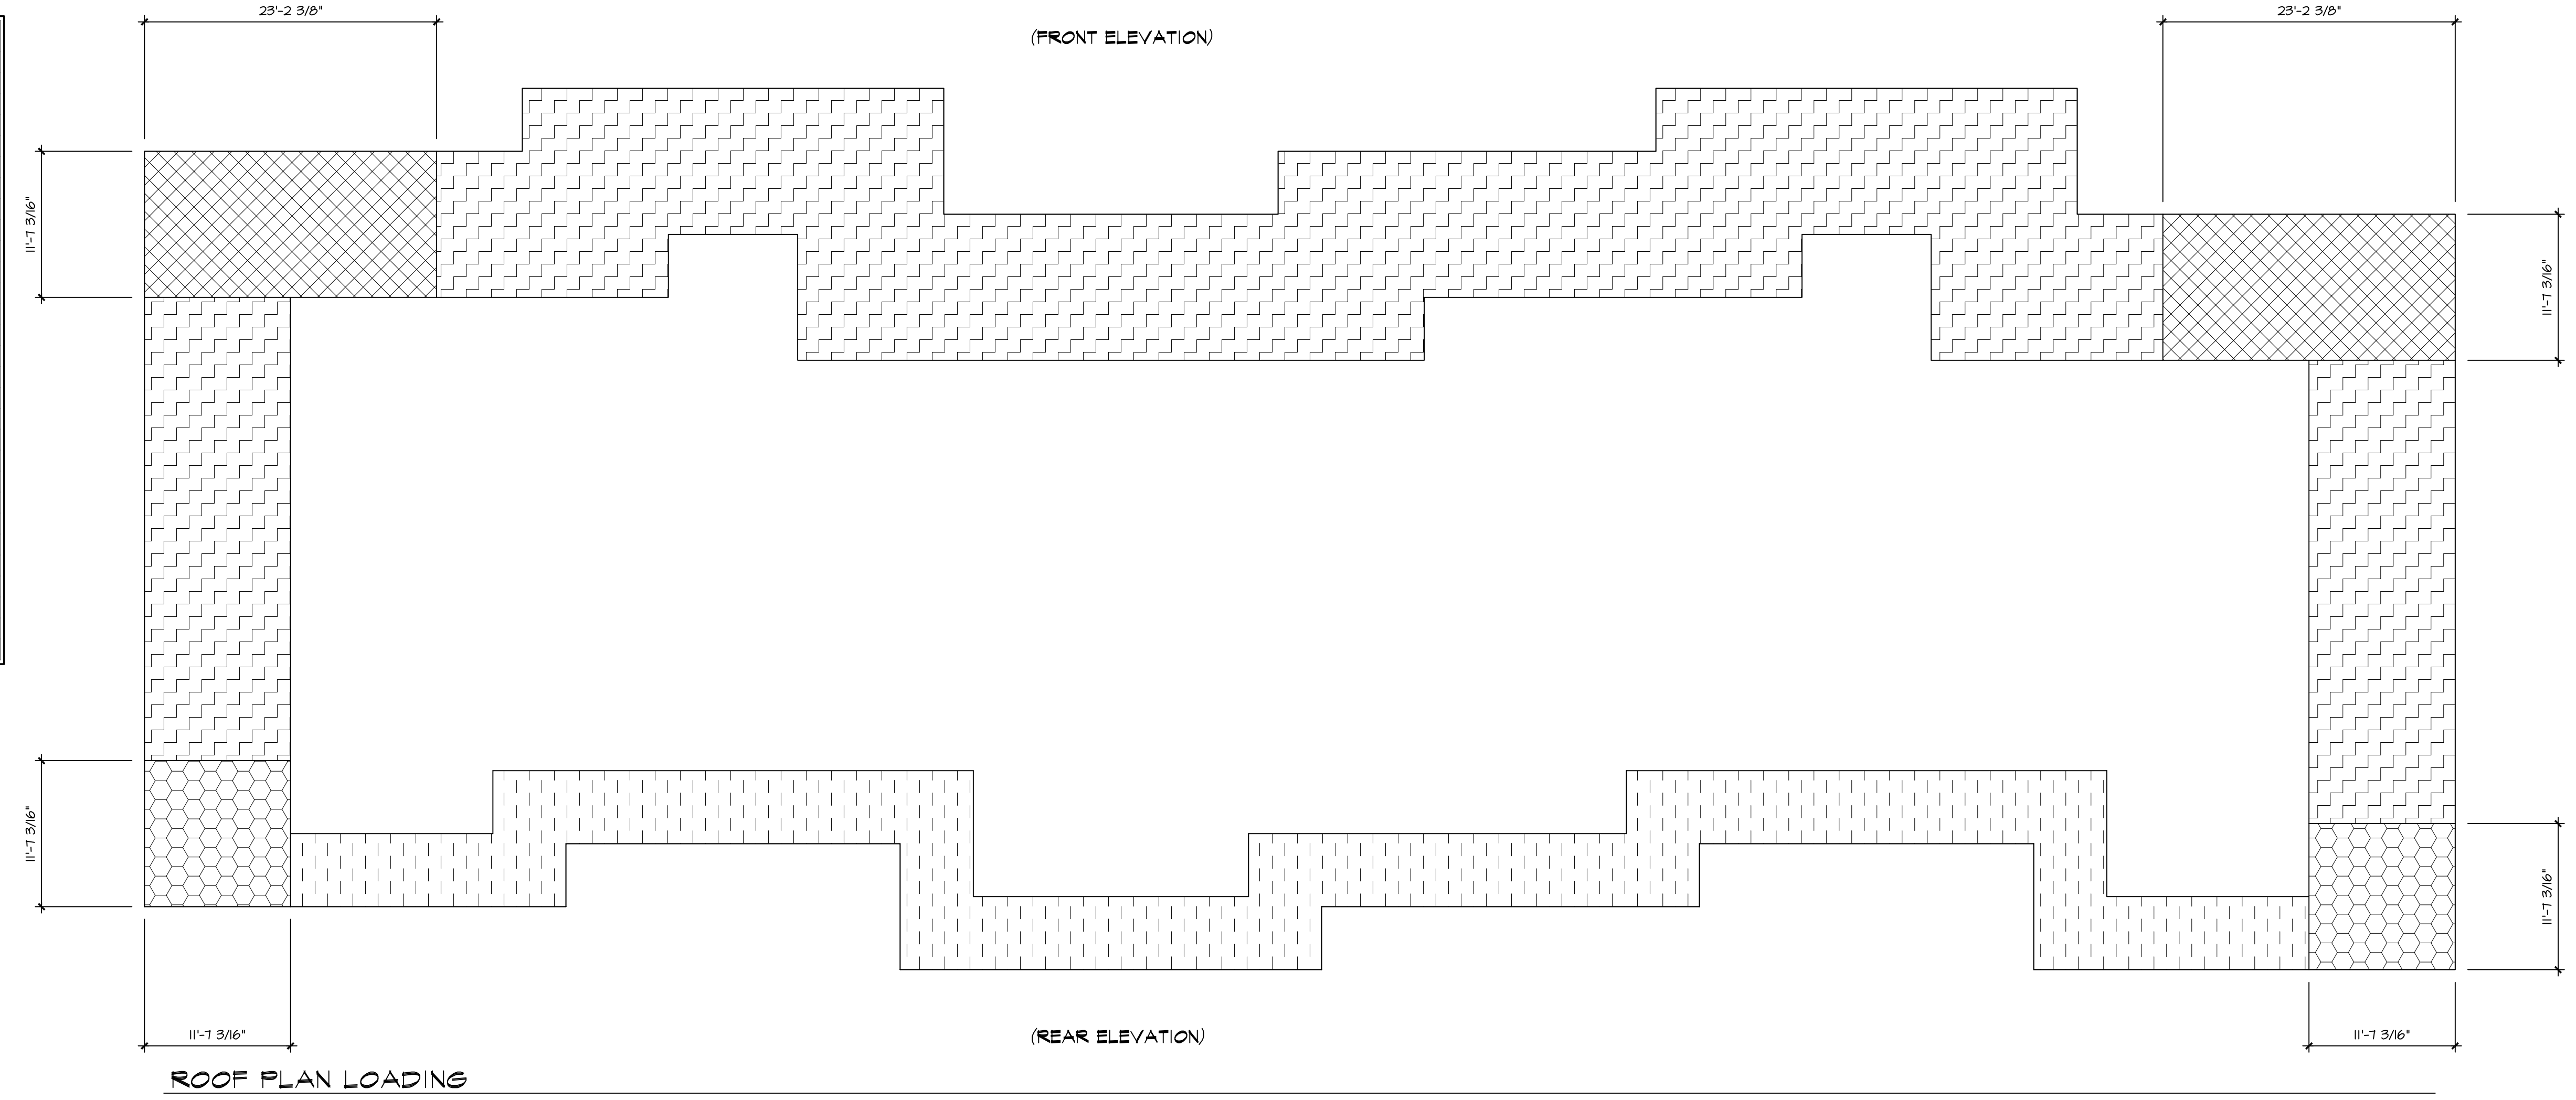 23'-2 3/8"
23'-2 3/8"
(FRONT ELEVATION)
11'-7 3/16"
11'-7 3/16"
11'-7 3/16"
11'-7 3/16"
11'-7 3/16"
(REAR ELEVATION)
11'-7 3/16"
ROOF PLAN LOADING